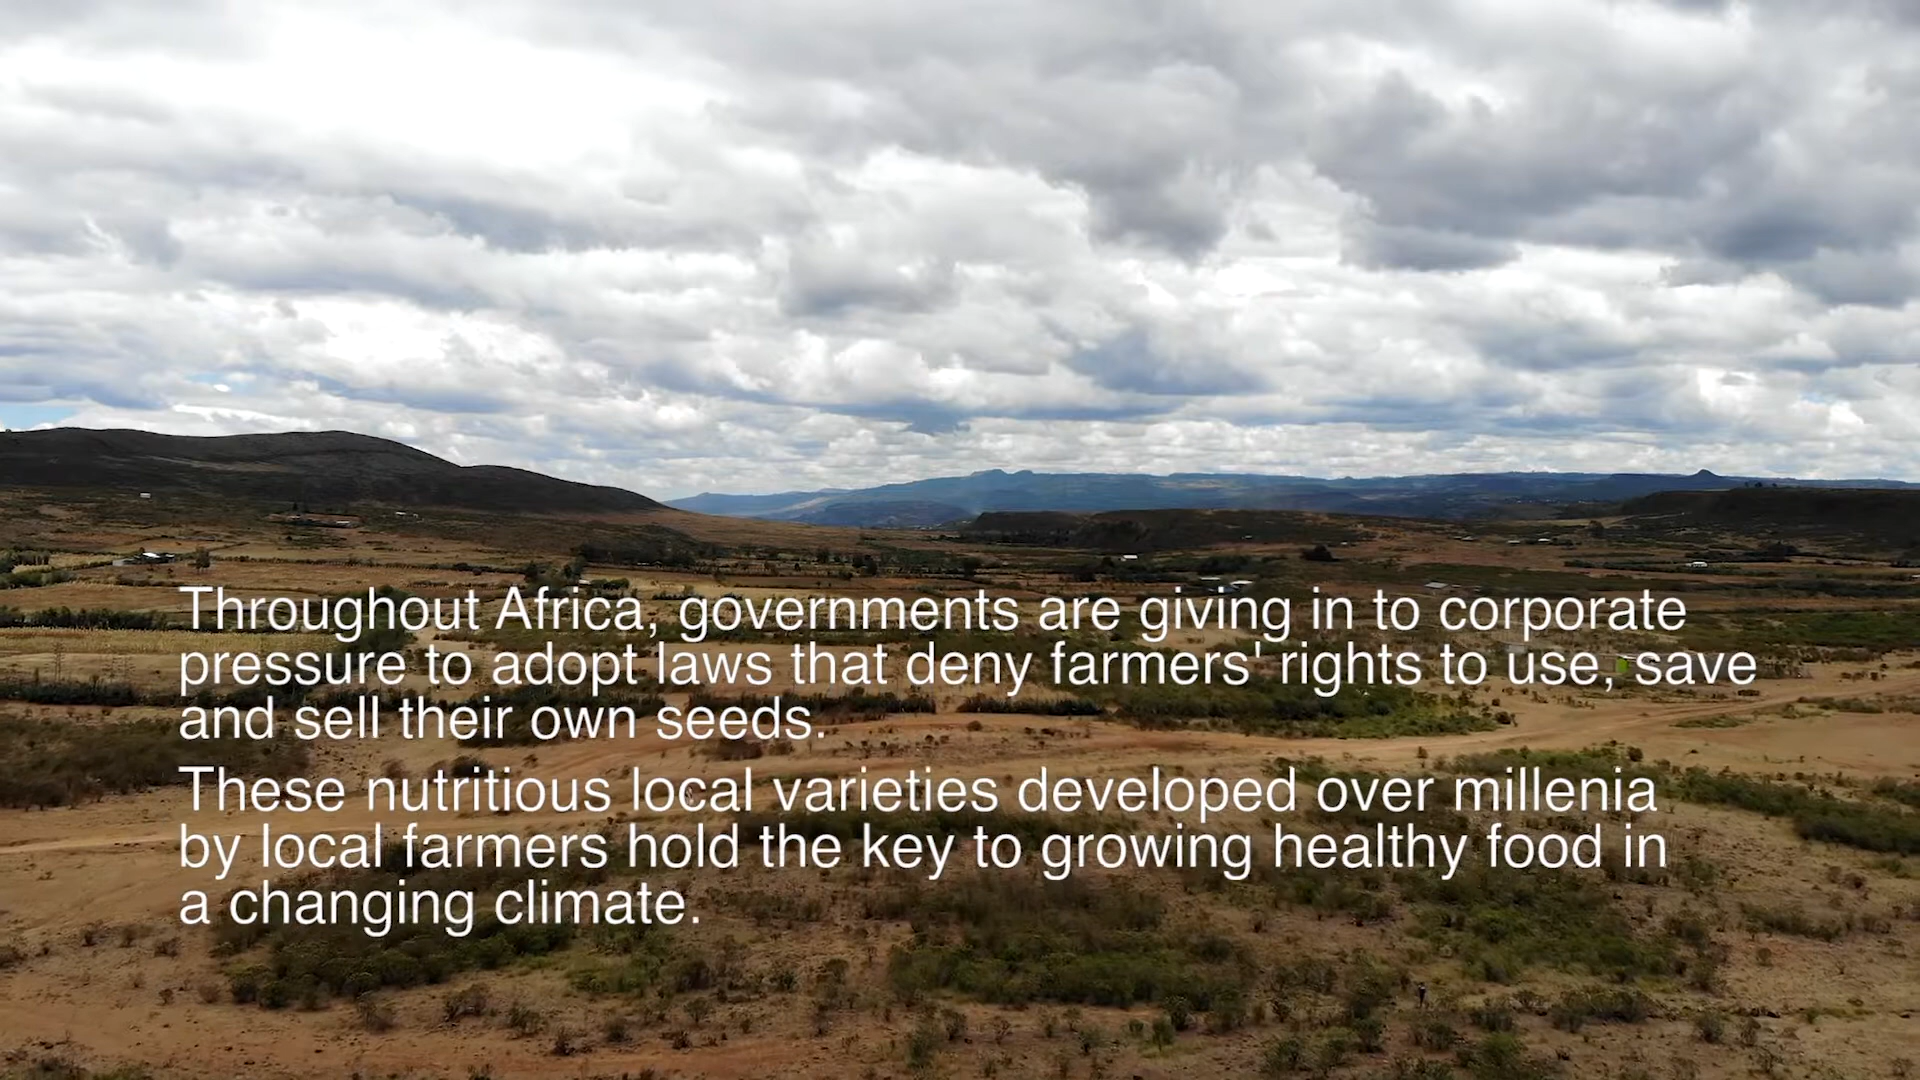 Throughout Africa, governments are giving in to corporate
pressure to adopt laws that deny farmers' rights to use, save
and sell their own seeds.
These nutritious local varieties developed over millenia
by local farmers hold the key to growing healthy food in
a changing climate.